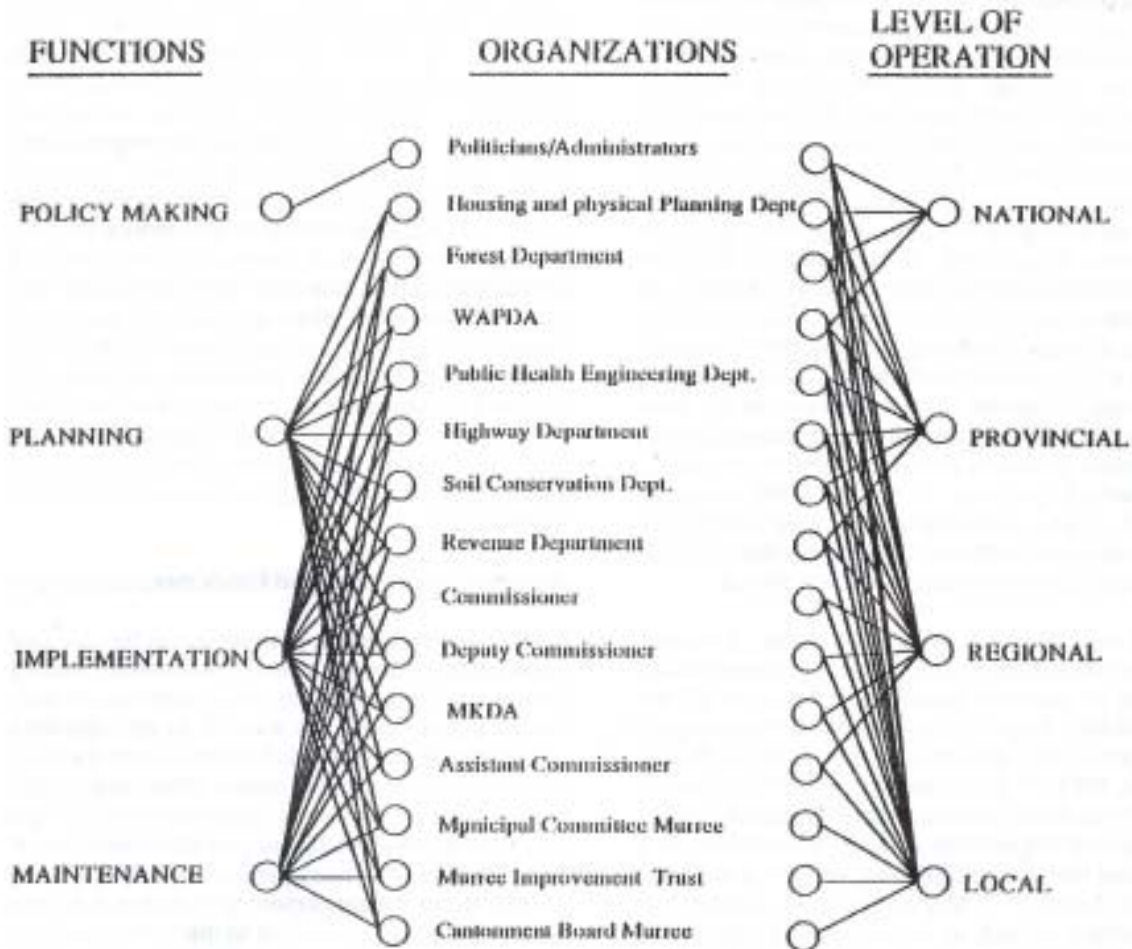 FUNCTIONS
ORGANIZATIONS
LEVEL OF
OPERATION
POLICY MAKING
PLANNING
IMPLEMENTATION
MAINTENANCE
Politicians/Administrators
Housing and physical Planning Dept
Forest Department
WAPDA
Public Health Engineering Dept.
Highway Department
Soil Conservation Dept.
Revenue Department
Commissioner
Deputy Commissioner
MKDA
Assistant Commissioner
Municipal Committee Murree
Murree Improvement Trust
Cantonment Board Murree
NATIONAL
PROVINCIAL
REGIONAL
LOCAL